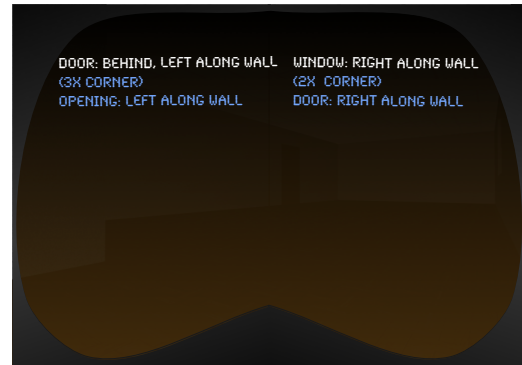 DOOR: BEHIND, LEFT ALONG WALL
(3X CORNER)
OPENING: LEFT ALONG WALL
WINDOW: RIGHT ALONG WALL
(2X CORNER)
DOOR: RIGHT ALONG WALL